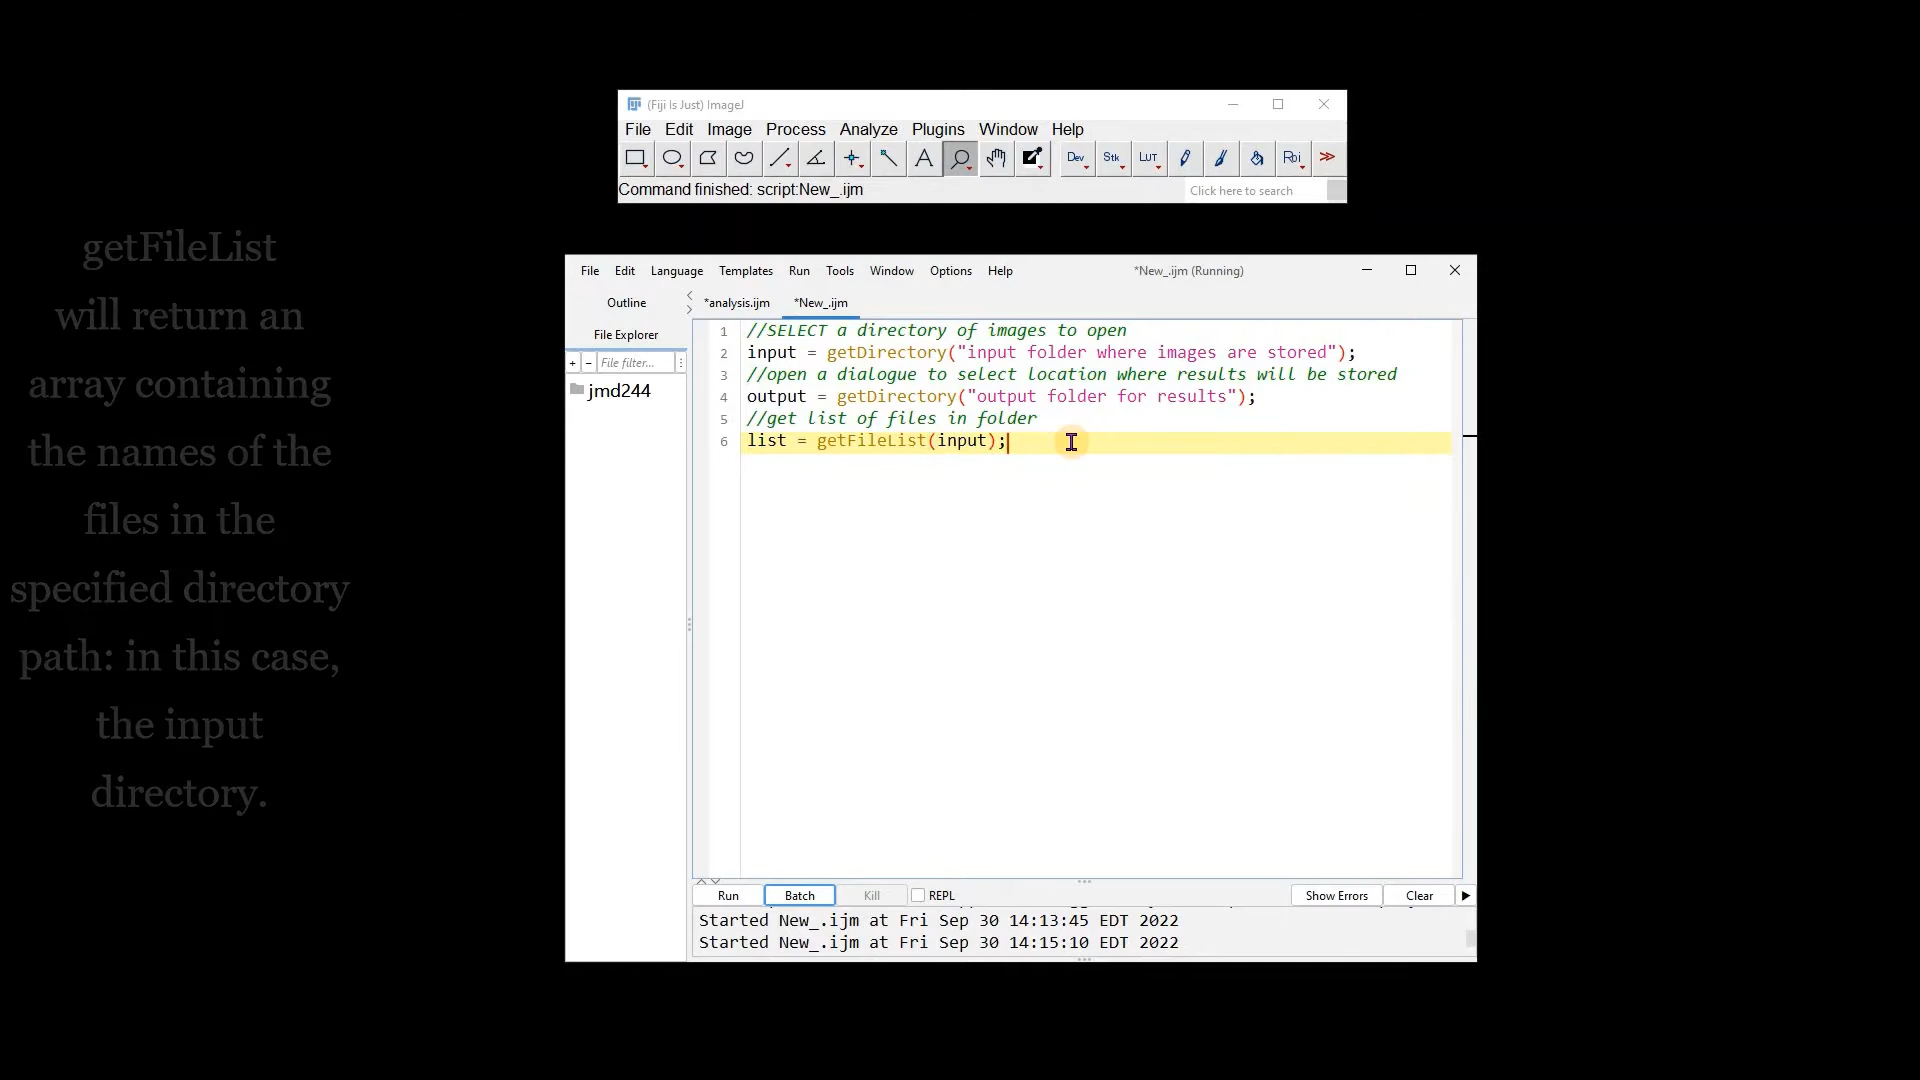 getFileList
will return an
array containing
the names of the
files in the
specified directory
path: in this case,
the input
directory.
(Fiji Is Just) ImageJ
File Edit Image Process Analyze Plugins Window Help
A Dev Stk LUT Roi >>
Command finished: script:New_.ijm
Click here to search
File Edit Language Templates Run Tools Window Options Help
*New_.ijm (Running)
Outline
*analysis.ijm *New_.ijm
File Explorer
+ − File filter...
jmd244
1 //SELECT a directory of images to open
2 input = getDirectory("input folder where images are stored");
3 //open a dialogue to select location where results will be stored
4 output = getDirectory("output folder for results");
5 //get list of files in folder
6 list = getFileList(input);
Run Batch Kill REPL Show Errors Clear
Started New_.ijm at Fri Sep 30 14:13:45 EDT 2022
Started New_.ijm at Fri Sep 30 14:15:10 EDT 2022